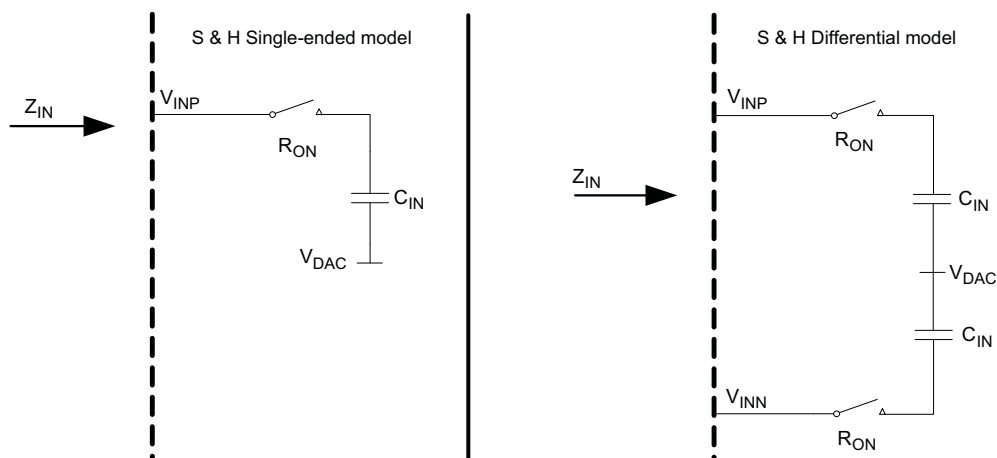 S & H Single-ended model
Z_IN
V_INP
R_ON
C_IN
V_DAC
S & H Differential model
Z_IN
V_INP
R_ON
C_IN
V_DAC
C_IN
V_INN
R_ON